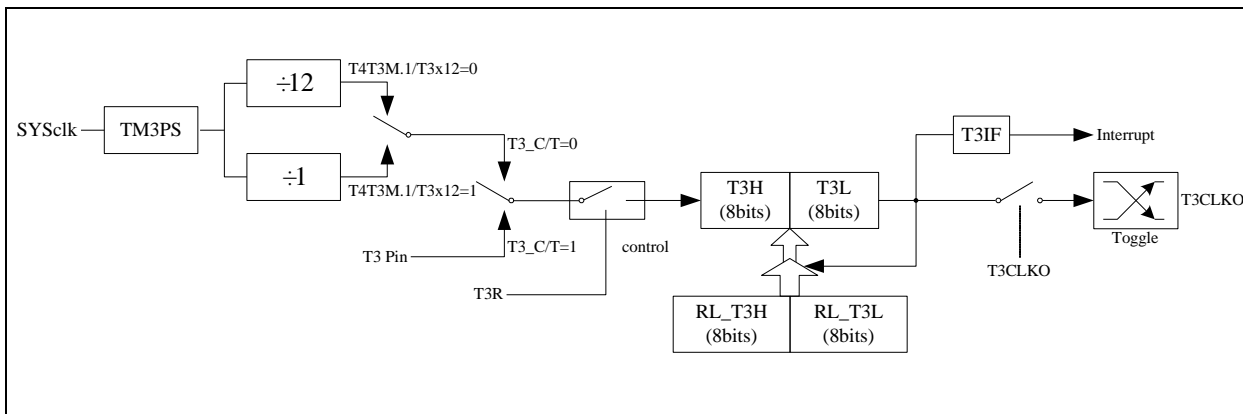 ÷12
T4T3M.1/T3x12=0
SYSclk
TM3PS
T3_C/T=0
T3IF
Interrupt
÷1
T4T3M.1/T3x12=1
T3H
(8bits)
T3L
(8bits)
T3CLKO
Toggle
T3 Pin
T3_C/T=1
control
T3R
T3CLKO
RL_T3H
(8bits)
RL_T3L
(8bits)